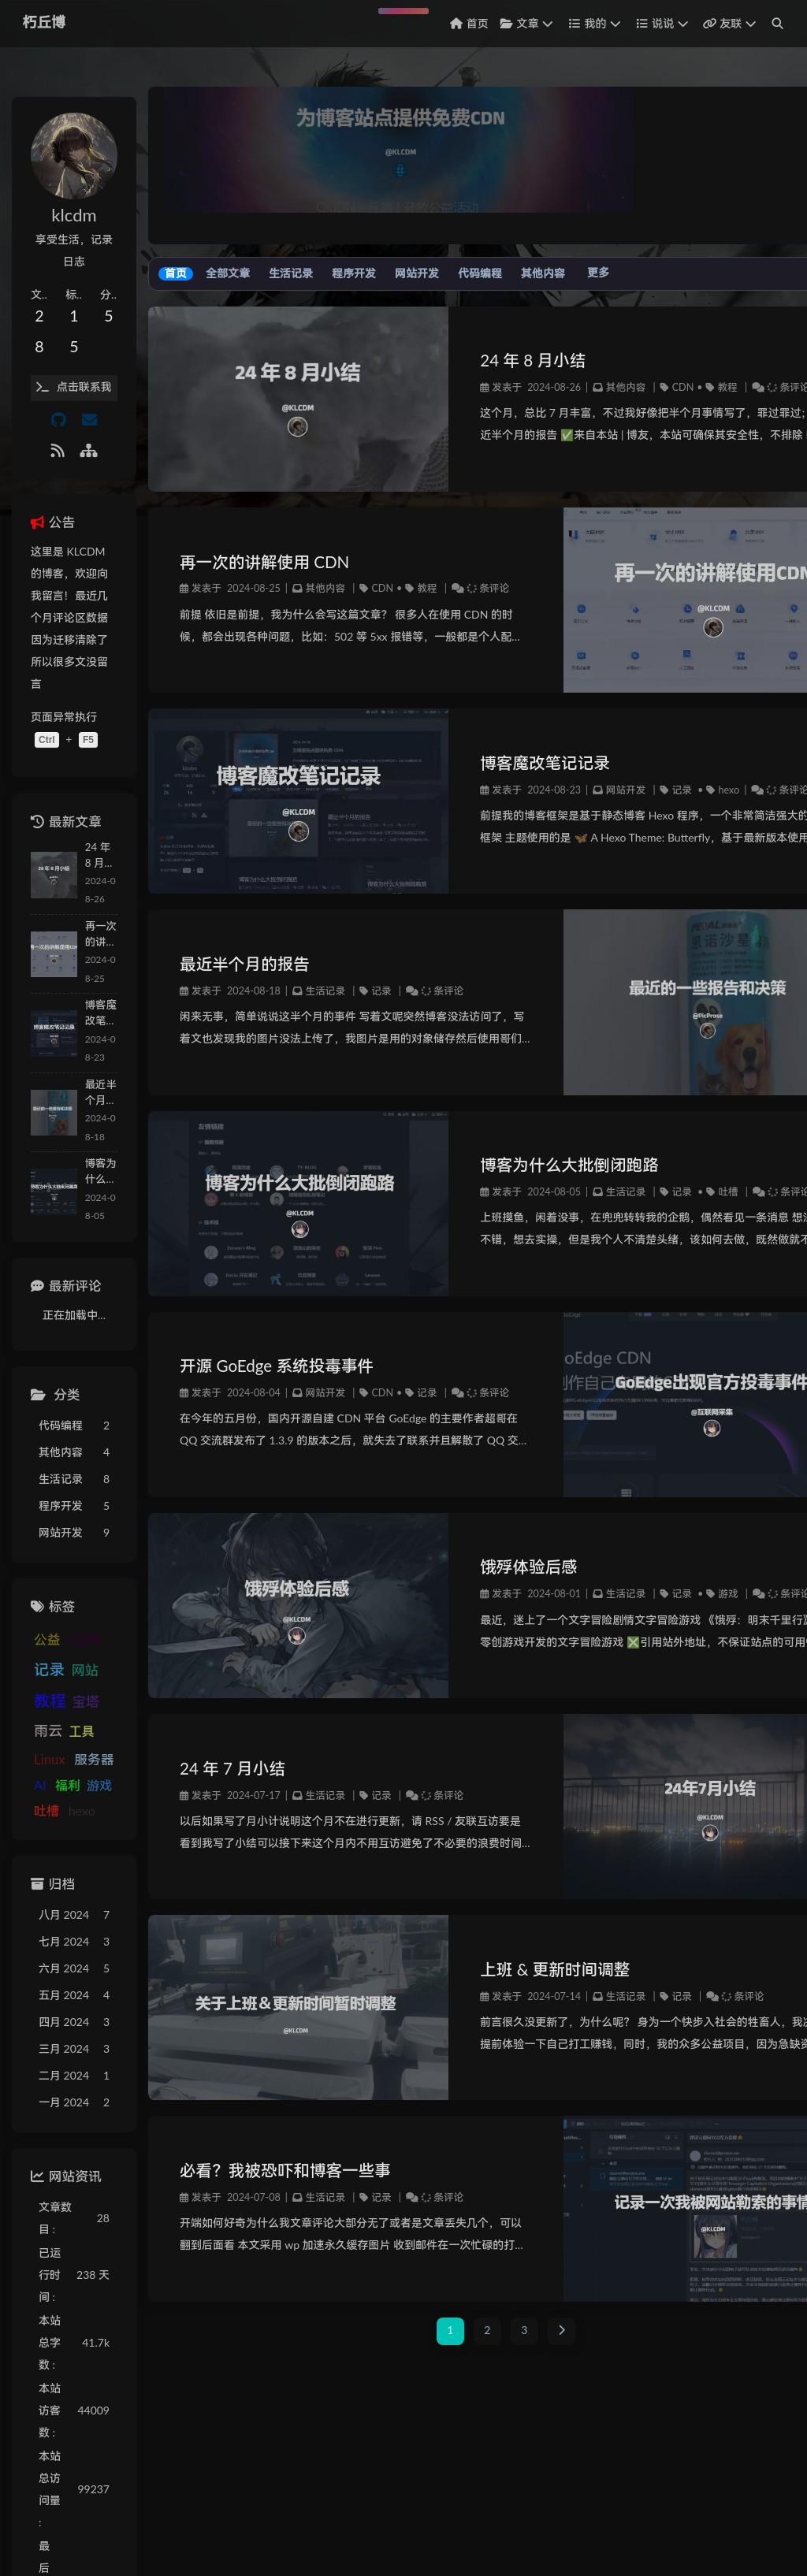 朽丘博
首页 文章 我的 说说 友联
为博客站点提供免费CDN
@KLCDM
klcdm
享受生活，记录
日志
文.. 标.. 分..
2 1 5
8 5
点击联系我
首页 全部文章 生活记录 程序开发 网站开发 代码编程 其他内容 更多
公告
这里是 KLCDM
的博客，欢迎向
我留言！最近几
个月评论区数据
因为迁移清除了
所以很多文没留
言
页面异常执行
Ctrl + F5
最新文章
24 年
8 月...
2024-0
8-26
再一次
的讲...
2024-0
8-25
博客魔
改笔...
2024-0
8-23
最近半
个月...
2024-0
8-18
博客为
什么...
2024-0
8-05
最新评论
正在加载中...
分类
代码编程 2
其他内容 4
生活记录 8
程序开发 5
网站开发 9
标签
公益
记录 网站
教程 宝塔
雨云 工具
Linux 服务器
AI 福利 游戏
吐槽 hexo
归档
八月 2024 7
七月 2024 3
六月 2024 5
五月 2024 4
四月 2024 3
三月 2024 3
二月 2024 1
一月 2024 2
网站资讯
文章数
目 :
28
已运
行时
间 :
238 天
本站
总字
数 :
41.7k
本站
访客
数 :
44009
本站
总访
问量
:
99237
最
后
24 年 8 月小结
@KLCDM
24 年 8 月小结
发表于 2024-08-26 | 其他内容 | CDN • 教程 | 条评论
这个月，总比 7 月丰富，不过我好像把半个月事情写了，罪过罪过；
近半个月的报告 ✅来自本站 | 博友，本站可确保其安全性，不排除
再一次的讲解使用 CDN
发表于 2024-08-25 | 其他内容 | CDN • 教程 | 条评论
前提 依旧是前提，我为什么会写这篇文章？ 很多人在使用 CDN 的时
候，都会出现各种问题，比如：502 等 5xx 报错等，一般都是个人配...
再一次的讲解使用CDN
@KLCDM
博客魔改笔记记录
@KLCDM
博客魔改笔记记录
发表于 2024-08-23 | 网站开发 | 记录 • hexo | 条评论
前提我的博客框架是基于静态博客 Hexo 程序，一个非常简洁强大的
框架 主题使用的是 🦋 A Hexo Theme: Butterfly，基于最新版本使用
最近半个月的报告
发表于 2024-08-18 | 生活记录 | 记录 | 条评论
闲来无事，简单说说这半个月的事件 写着文呢突然博客没法访问了，写
着文也发现我的图片没法上传了，我图片是用的对象储存然后使用哥们...
最近的一些报告和决策
@PicProse
博客为什么大批倒闭跑路
@KLCDM
博客为什么大批倒闭跑路
发表于 2024-08-05 | 生活记录 | 记录 • 吐槽 | 条评论
上班摸鱼，闲着没事，在兜兜转转我的企鹅，偶然看见一条消息 想法
不错，想去实操，但是我个人不清楚头绪，该如何去做，既然做就不
开源 GoEdge 系统投毒事件
发表于 2024-08-04 | 网站开发 | CDN • 记录 | 条评论
在今年的五月份，国内开源自建 CDN 平台 GoEdge 的主要作者超哥在
QQ 交流群发布了 1.3.9 的版本之后，就失去了联系并且解散了 QQ 交...
GoEdge出现官方投毒事件
@互联网采集
饿殍体验后感
@KLCDM
饿殍体验后感
发表于 2024-08-01 | 生活记录 | 记录 • 游戏 | 条评论
最近，迷上了一个文字冒险剧情文字冒险游戏 《饿殍：明末千里行》
零创游戏开发的文字冒险游戏 ❎引用站外地址，不保证站点的可用
24 年 7 月小结
发表于 2024-07-17 | 生活记录 | 记录 | 条评论
以后如果写了月小计说明这个月不在进行更新，请 RSS / 友联互访要是
看到我写了小结可以接下来这个月内不用互访避免了不必要的浪费时间...
24年7月小结
@KLCDM
关于上班&更新时间暂时调整
@KLCDM
上班 & 更新时间调整
发表于 2024-07-14 | 生活记录 | 记录 | 条评论
前言很久没更新了，为什么呢？ 身为一个快步入社会的牲畜人，我
提前体验一下自己打工赚钱，同时，我的众多公益项目，因为急缺资
必看？我被恐吓和博客一些事
发表于 2024-07-08 | 生活记录 | 记录 | 条评论
开端如何好奇为什么我文章评论大部分无了或者是文章丢失几个，可以
翻到后面看 本文采用 wp 加速永久缓存图片 收到邮件在一次忙碌的打...
记录一次我被网站勒索的事情
@KLCDM
1 2 3